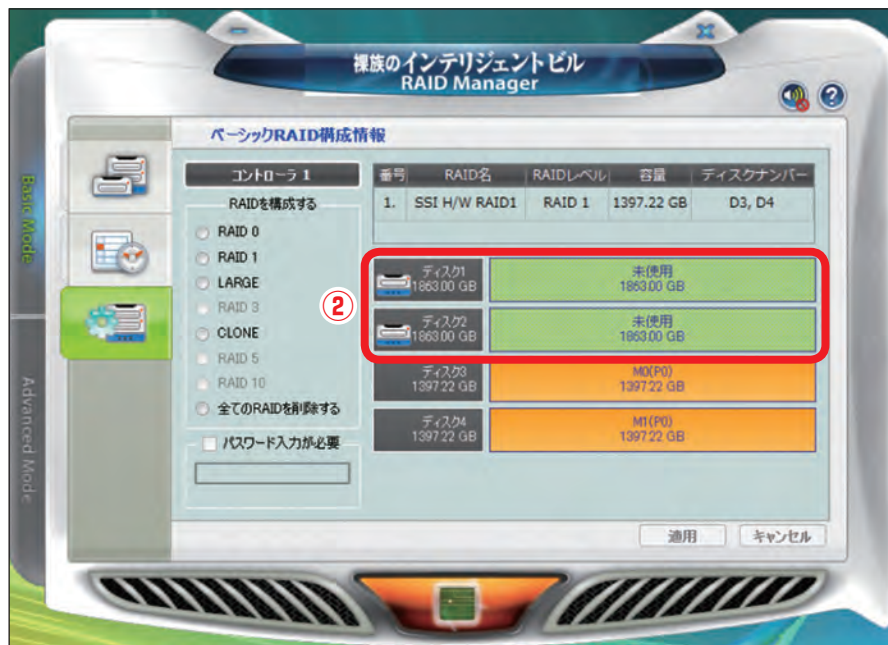 裸族のインテリジェントビル
RAID Manager
ベーシックRAID構成情報
Basic Mode
Advanced Mode
コントローラ 1
RAIDを構成する
RAID 0
RAID 1
LARGE
RAID 3
CLONE
RAID 5
RAID 10
全てのRAIDを削除する
パスワード入力が必要
番号 RAID名 RAIDレベル 容量 ディスクナンバー
1. SSI H/W RAID1 RAID 1 1397.22 GB D3, D4
②
ディスク1 未使用
1863.00 GB 1863.00 GB
ディスク2 未使用
1863.00 GB 1863.00 GB
ディスク3 M0(P0)
1397.22 GB 1397.22 GB
ディスク4 M1(P0)
1397.22 GB 1397.22 GB
適用 キャンセル